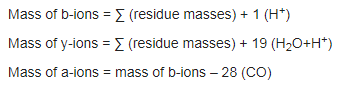 Mass of b-ions = ∑ (residue masses) + 1 (H⁺)
Mass of y-ions = ∑ (residue masses) + 19 (H₂O+H⁺)
Mass of a-ions = mass of b-ions – 28 (CO)